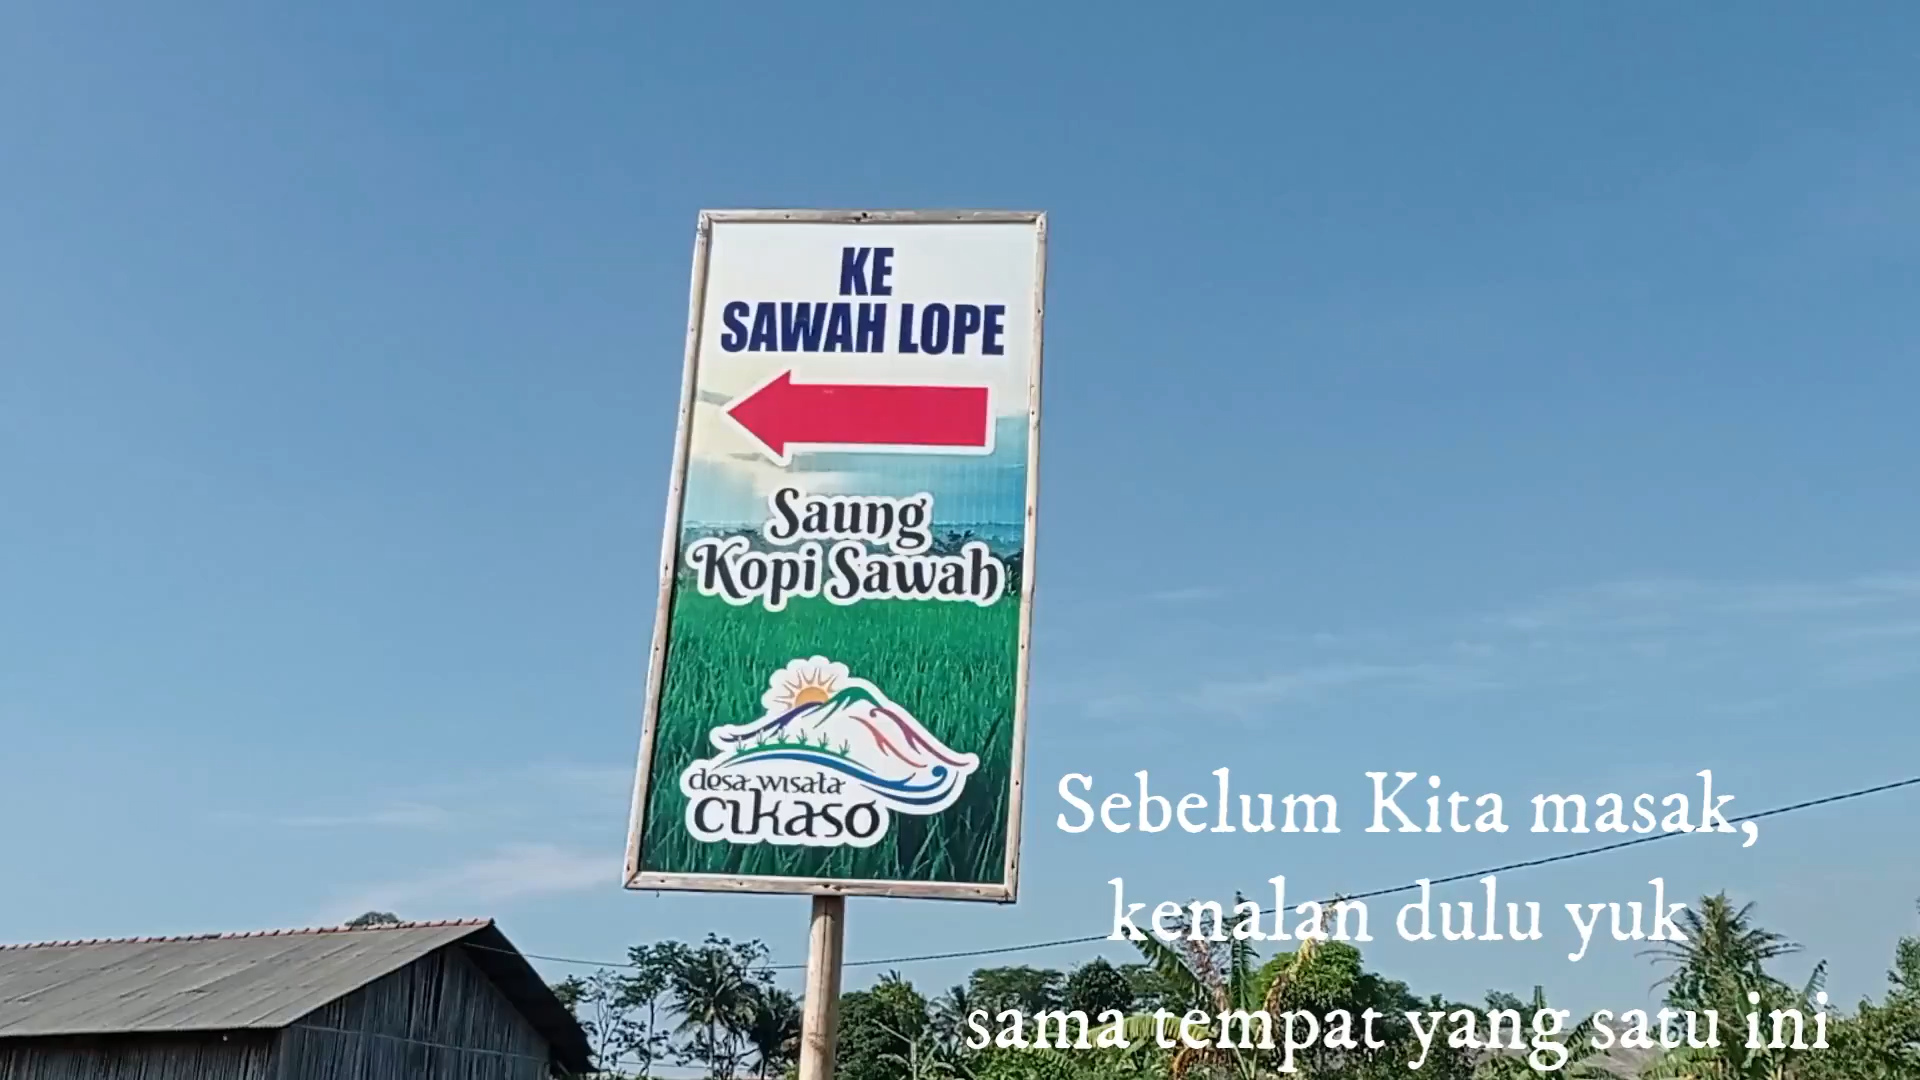 KE
SAWAH LOPE
Saung
Kopi Sawah
desa wisata
cikaso
Sebelum Kita masak,
kenalan dulu yuk
sama tempat yang satu ini